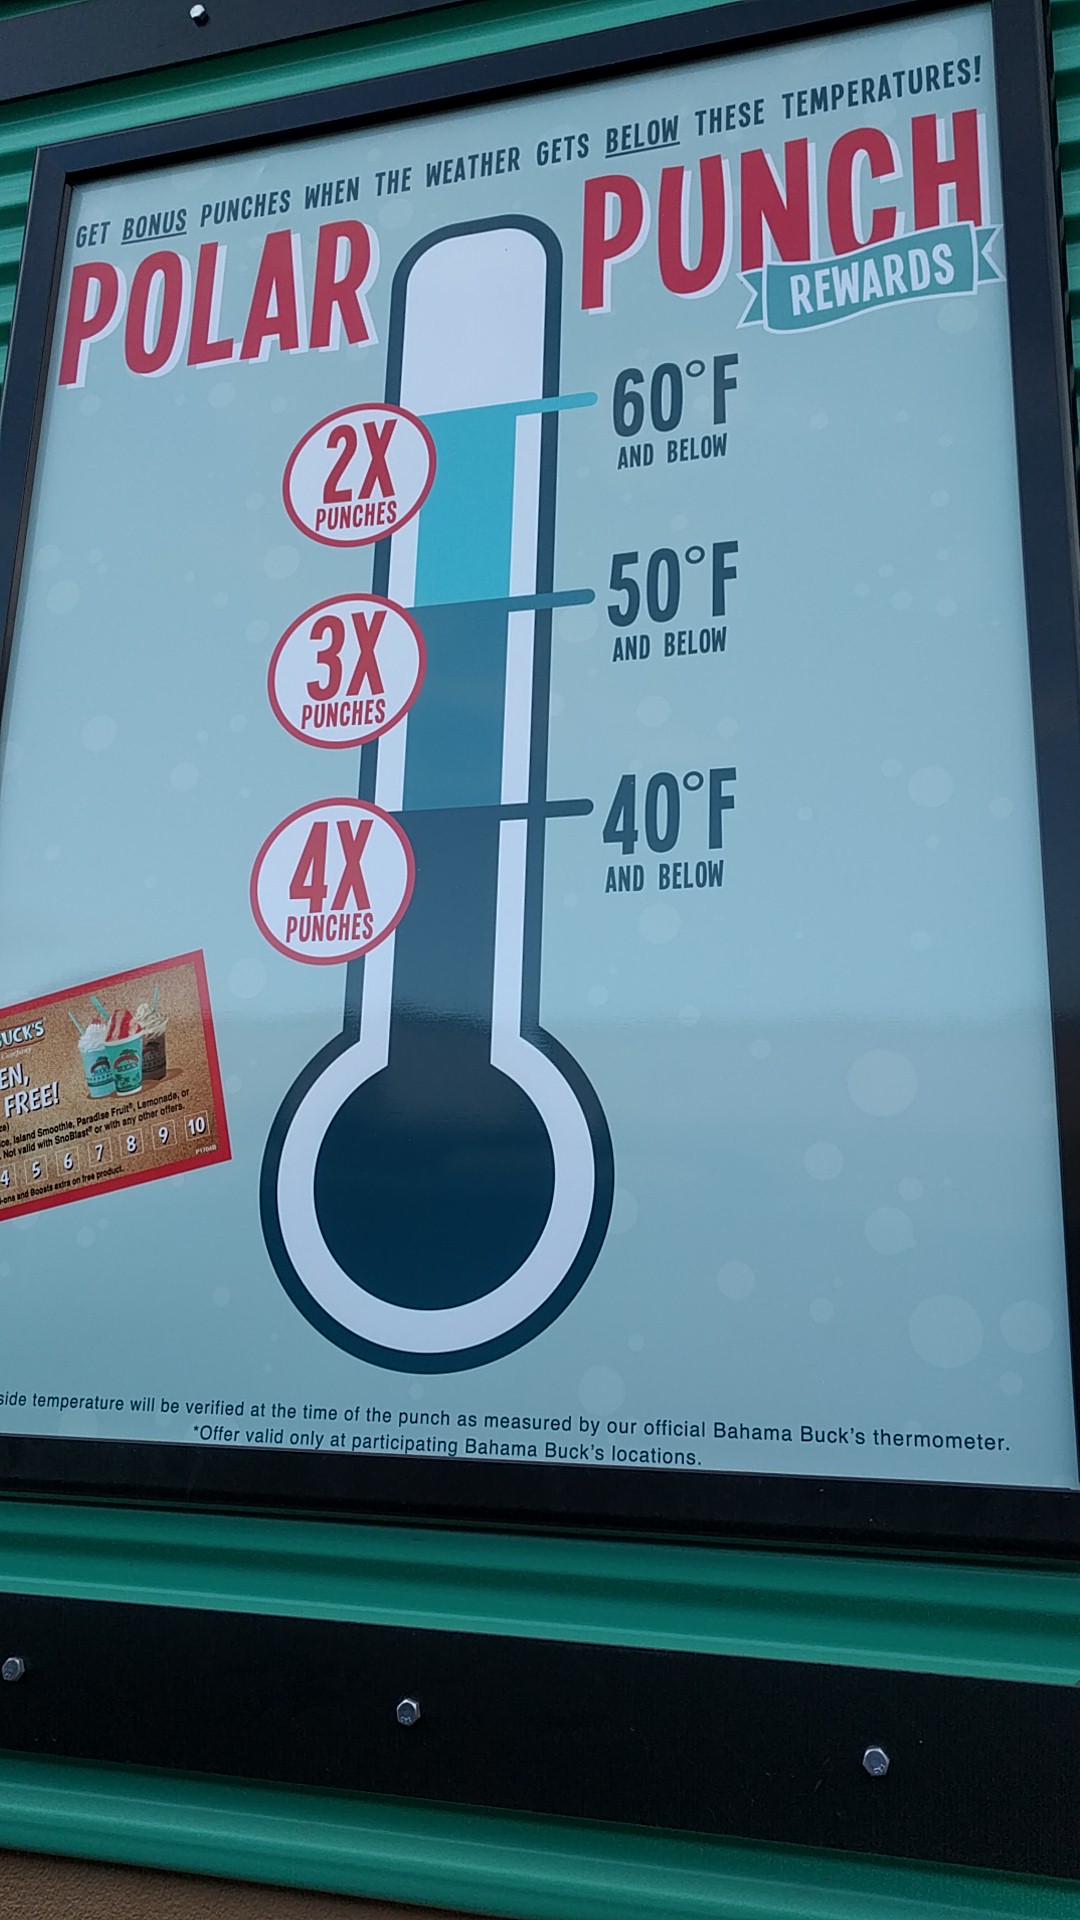 GET BONUS PUNCHES WHEN THE WEATHER GETS BELOW THESE TEMPERATURES!
POLAR PUNCH
REWARDS
60°F
AND BELOW
2X
PUNCHES
50°F
AND BELOW
3X
PUNCHES
40°F
AND BELOW
4X
PUNCHES
UCK'S
EN,
FREE!
ce, Island Smoothie, Paradise Fruit®, Lemonade, or
Not valid with SnoBlast® or with any other offers.
4 5 6 7 8 9 10
-ons and Boosts extra on free product.
side temperature will be verified at the time of the punch as measured by our official Bahama Buck's thermometer.
*Offer valid only at participating Bahama Buck's locations.